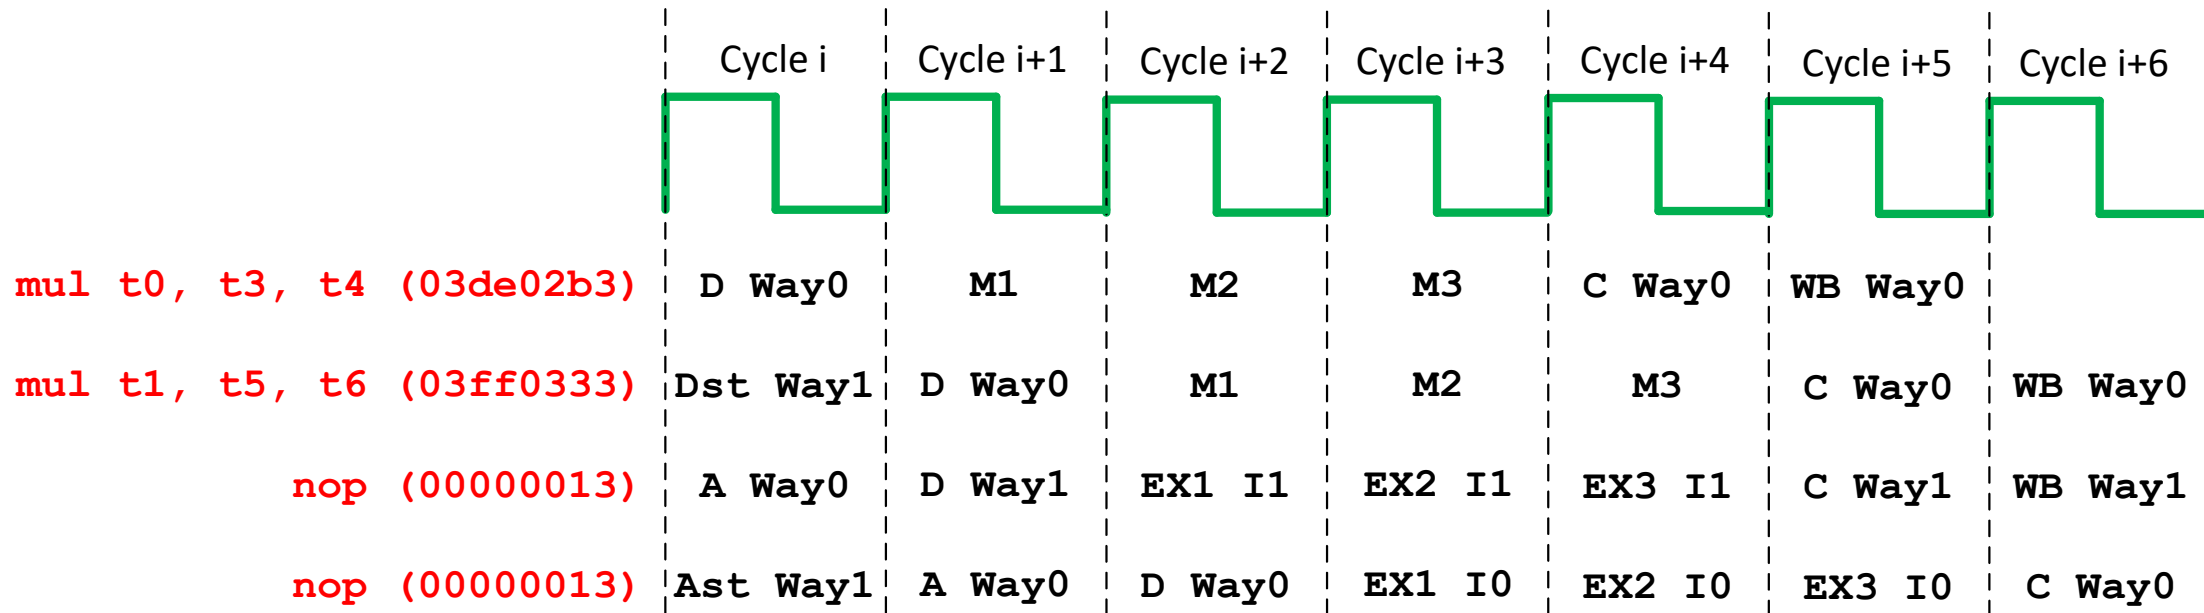 Cycle i Cycle i+1 Cycle i+2 Cycle i+3 Cycle i+4 Cycle i+5 Cycle i+6
mul t0, t3, t4 (03de02b3) D Way0 M1 M2 M3 C Way0 WB Way0
mul t1, t5, t6 (03ff0333) Dst Way1 D Way0 M1 M2 M3 C Way0 WB Way0
nop (00000013) A Way0 D Way1 EX1 I1 EX2 I1 EX3 I1 C Way1 WB Way1
nop (00000013) Ast Way1 A Way0 D Way0 EX1 I0 EX2 I0 EX3 I0 C Way0